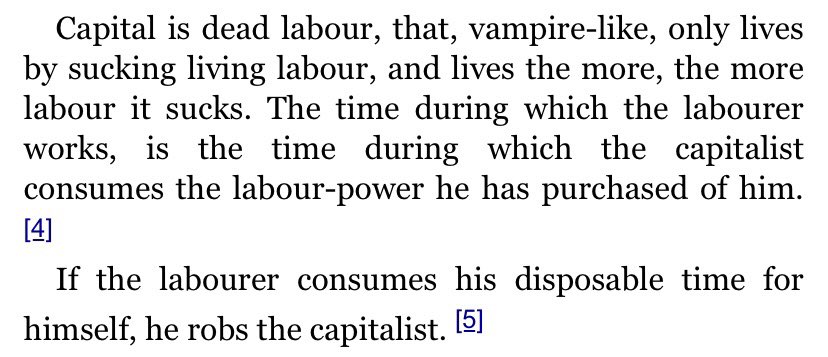 Capital is dead labour, that, vampire-like, only lives
by sucking living labour, and lives the more, the more
labour it sucks. The time during which the labourer
works, is the time during which the capitalist
consumes the labour-power he has purchased of him.
[4]
If the labourer consumes his disposable time for
himself, he robs the capitalist. [5]